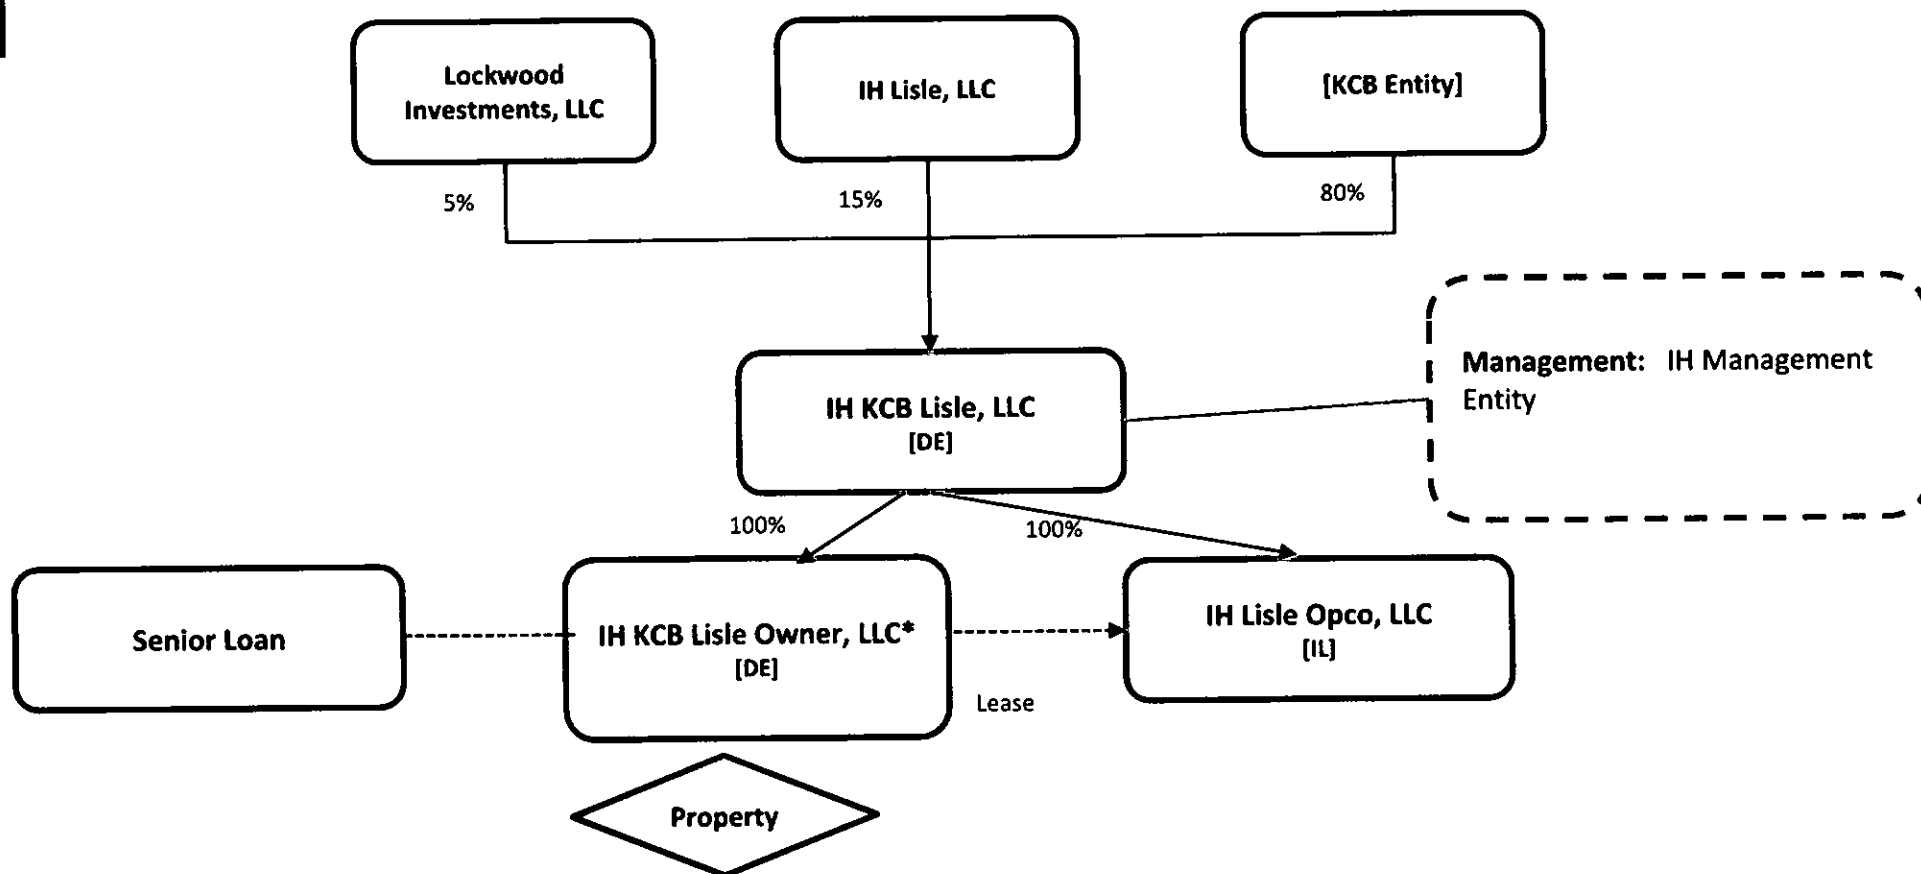 Lockwood
Investments, LLC
IH Lisle, LLC
[KCB Entity]
5%
15%
80%
Management: IH Management
Entity
IH KCB Lisle, LLC
[DE]
100%
100%
Senior Loan
IH KCB Lisle Owner, LLC*
[DE]
IH Lisle Opco, LLC
[IL]
Lease
Property